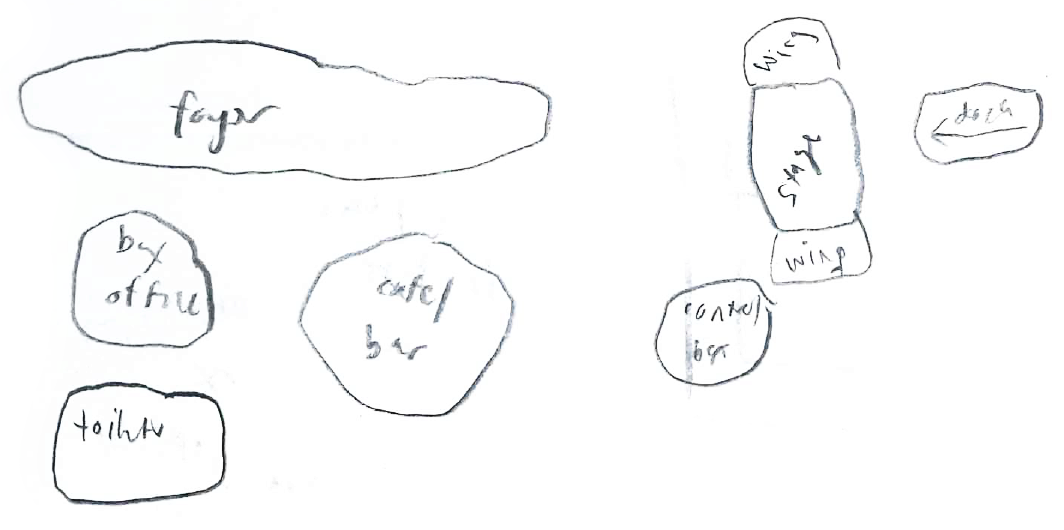 wing
foyer
dock
stage
box
office
wing
cafe/
bar
control
box
toilets